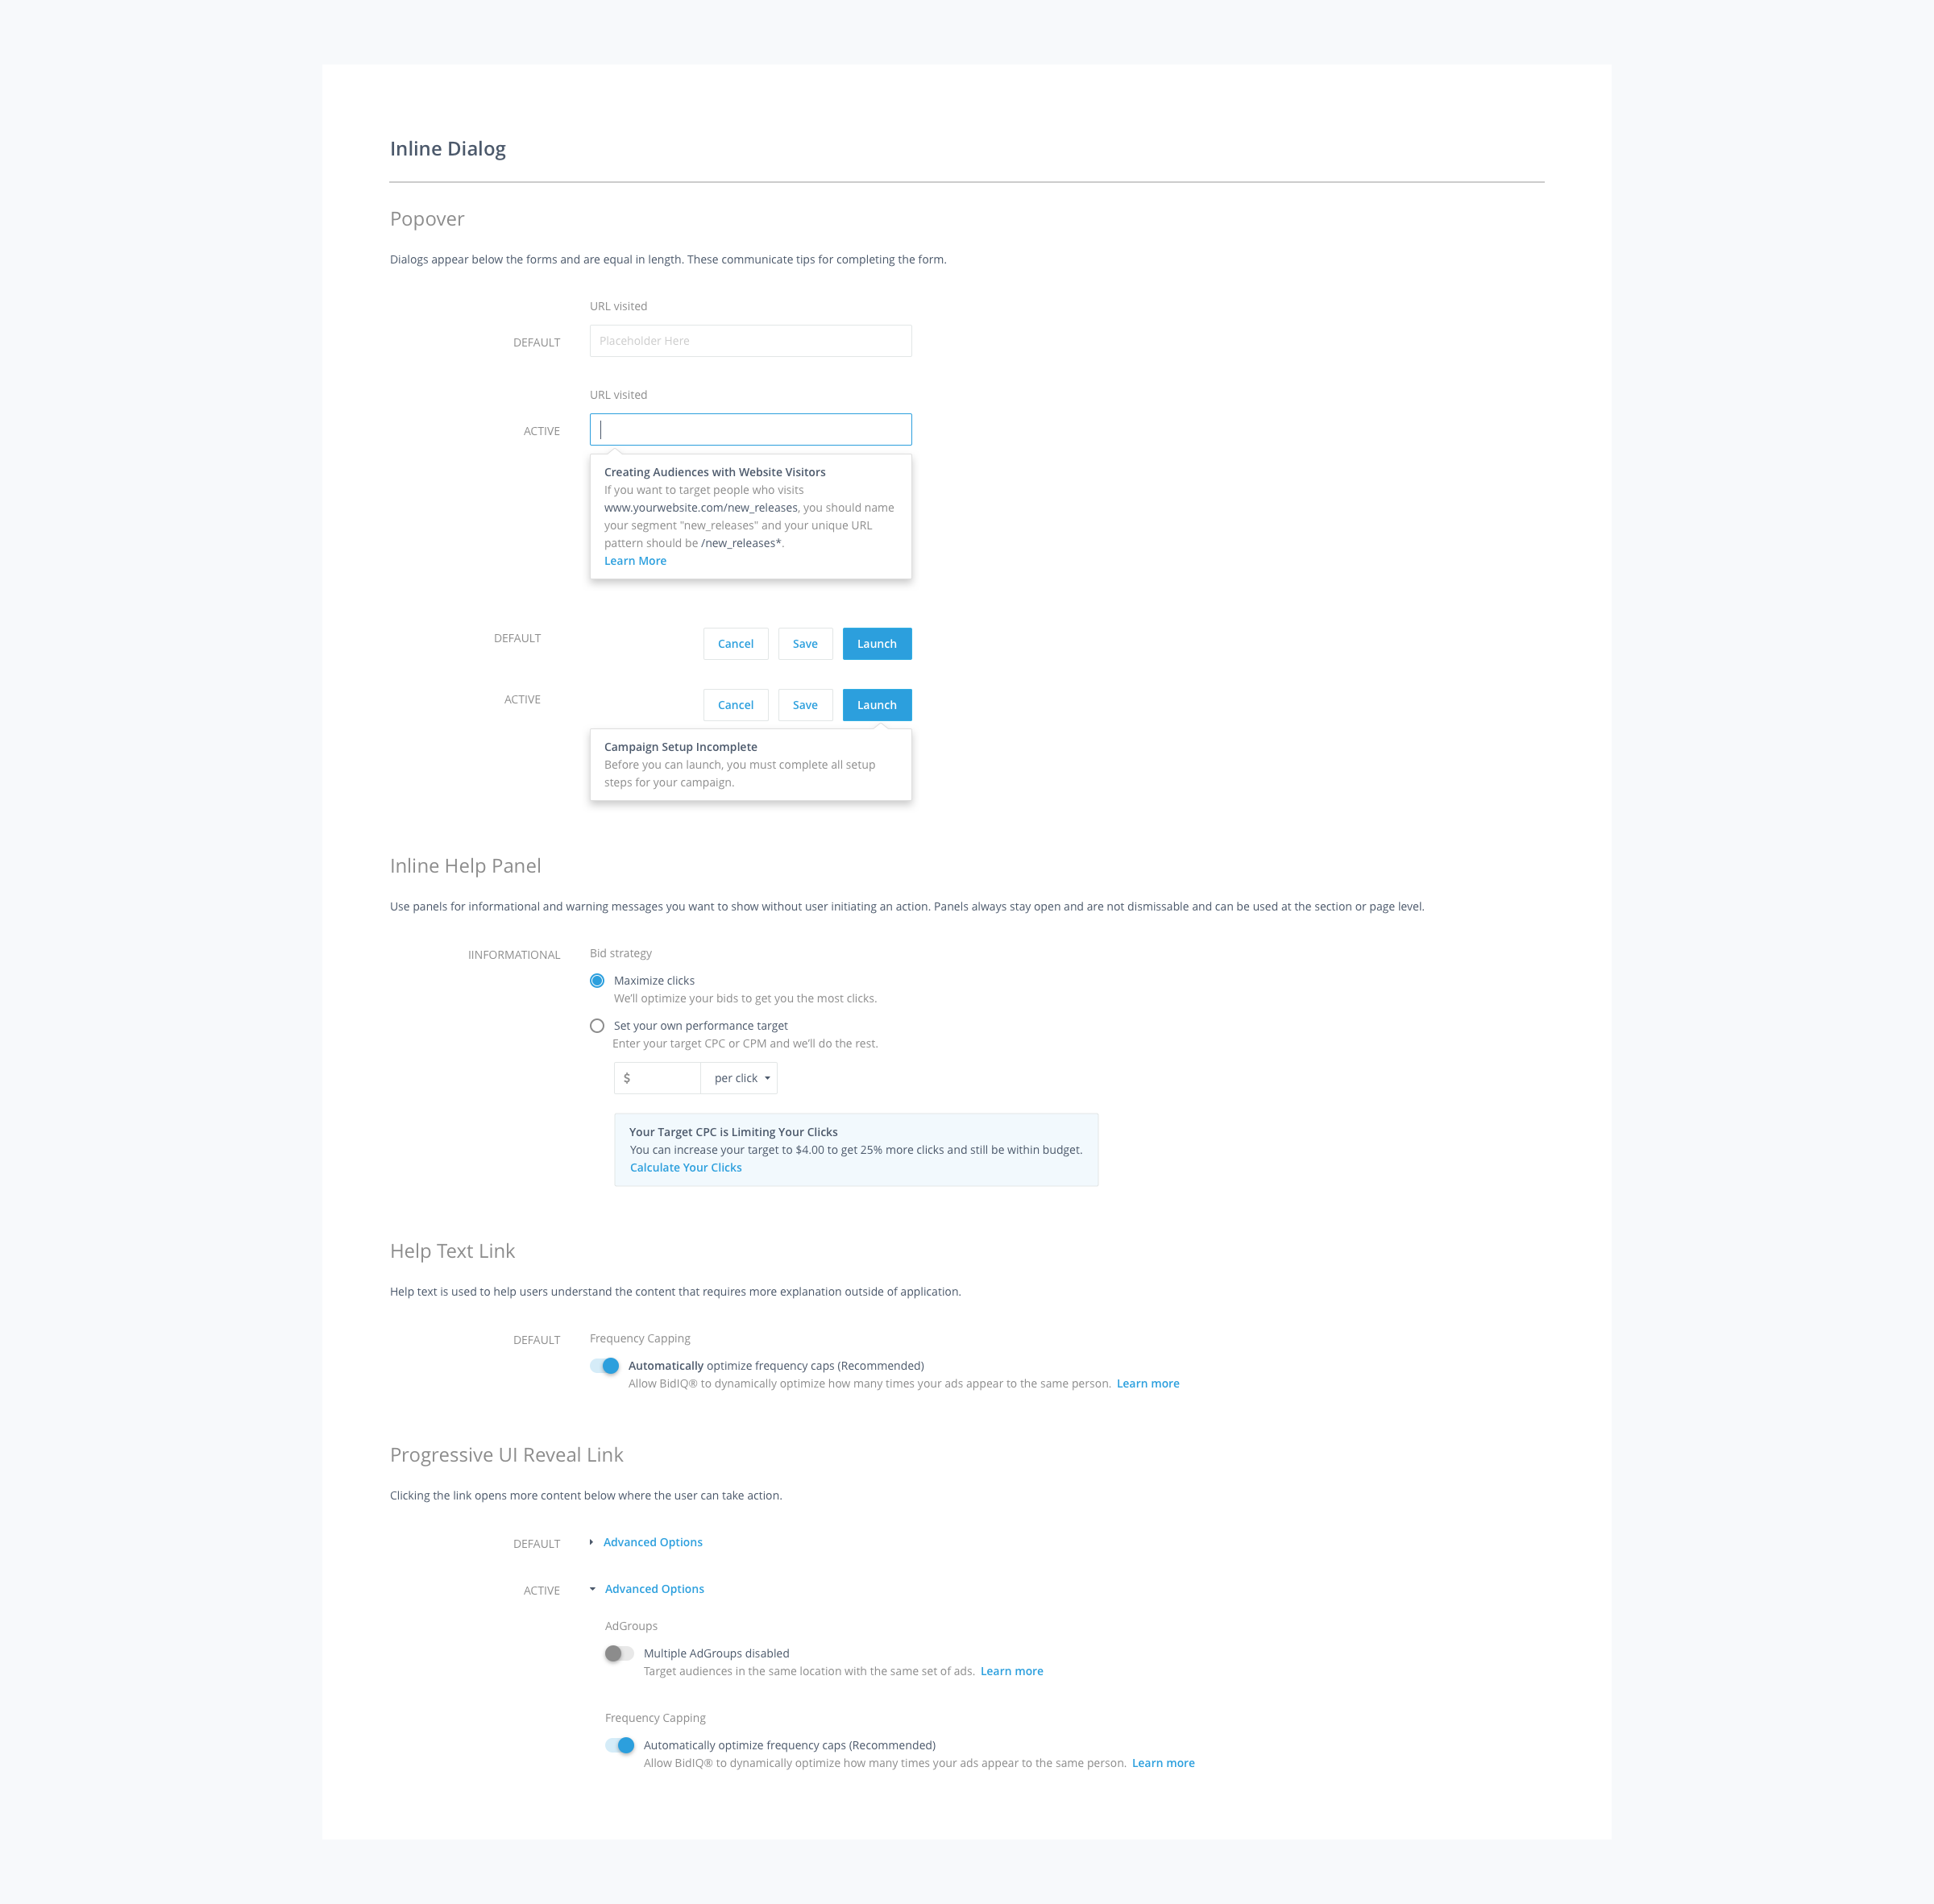 Inline Dialog
Popover
Dialogs appear below the forms and are equal in length. These communicate tips for completing the form.
URL visited
DEFAULT
Placeholder Here
URL visited
ACTIVE
Creating Audiences with Website Visitors
If you want to target people who visits
www.yourwebsite.com/new_releases, you should name
your segment "new_releases" and your unique URL
pattern should be /new_releases*.
Learn More
DEFAULT
Cancel Save Launch
ACTIVE
Cancel Save Launch
Campaign Setup Incomplete
Before you can launch, you must complete all setup
steps for your campaign.
Inline Help Panel
Use panels for informational and warning messages you want to show without user initiating an action. Panels always stay open and are not dismissable and can be used at the section or page level.
IINFORMATIONAL
Bid strategy
Maximize clicks
We'll optimize your bids to get you the most clicks.
Set your own performance target
Enter your target CPC or CPM and we'll do the rest.
$ per click
Your Target CPC is Limiting Your Clicks
You can increase your target to $4.00 to get 25% more clicks and still be within budget.
Calculate Your Clicks
Help Text Link
Help text is used to help users understand the content that requires more explanation outside of application.
DEFAULT
Frequency Capping
Automatically optimize frequency caps (Recommended)
Allow BidIQ® to dynamically optimize how many times your ads appear to the same person. Learn more
Progressive UI Reveal Link
Clicking the link opens more content below where the user can take action.
DEFAULT
Advanced Options
ACTIVE
Advanced Options
AdGroups
Multiple AdGroups disabled
Target audiences in the same location with the same set of ads. Learn more
Frequency Capping
Automatically optimize frequency caps (Recommended)
Allow BidIQ® to dynamically optimize how many times your ads appear to the same person. Learn more